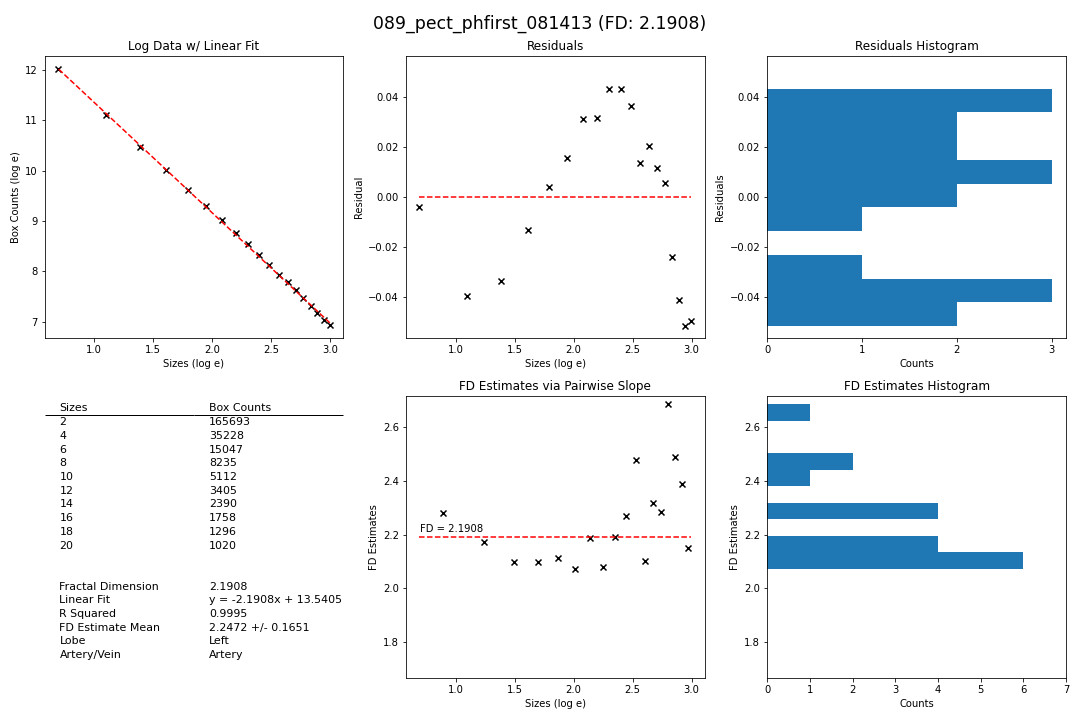 089_pect_phfirst_081413 (FD: 2.1908)
Log Data w/ Linear Fit
12
11
10
9
8
7
Box Counts (log e)
1.0 1.5 2.0 2.5 3.0
Sizes (log e)
Residuals
0.04
0.02
0.00
−0.02
−0.04
Residual
1.0 1.5 2.0 2.5 3.0
Sizes (log e)
Residuals Histogram
0.04
0.02
0.00
−0.02
−0.04
Residuals
0 1 2 3
Counts
Sizes Box Counts
2 165693
4 35228
6 15047
8 8235
10 5112
12 3405
14 2390
16 1758
18 1296
20 1020
Fractal Dimension 2.1908
Linear Fit y = -2.1908x + 13.5405
R Squared 0.9995
FD Estimate Mean 2.2472 +/- 0.1651
Lobe Left
Artery/Vein Artery
FD Estimates via Pairwise Slope
2.6
2.4
2.2
2.0
1.8
FD Estimates
FD = 2.1908
1.0 1.5 2.0 2.5 3.0
Sizes (log e)
FD Estimates Histogram
2.6
2.4
2.2
2.0
1.8
FD Estimates
0 1 2 3 4 5 6 7
Counts